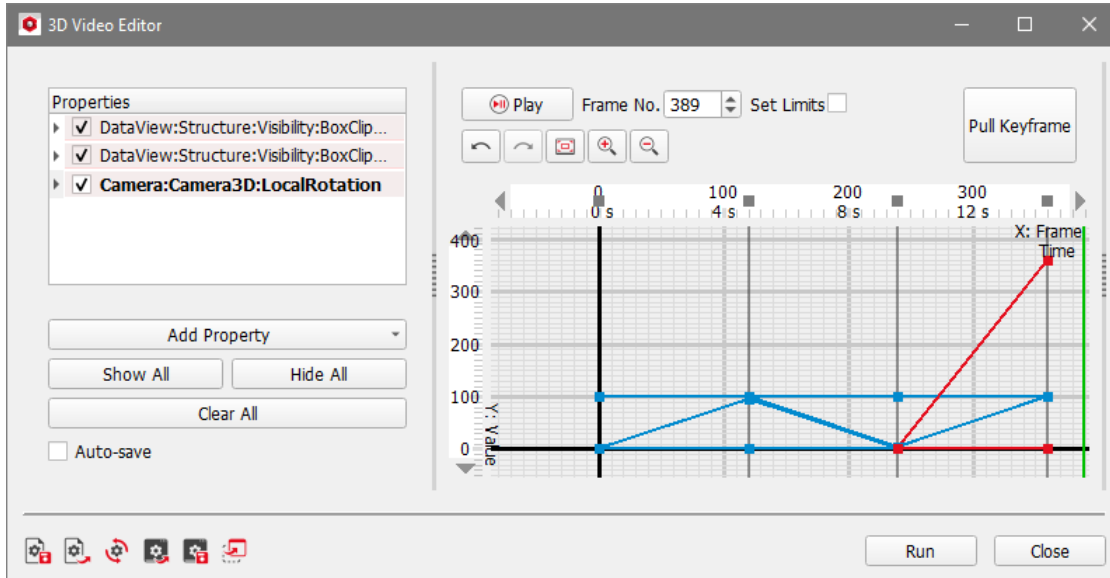 3D Video Editor
Properties
DataView:Structure:Visibility:BoxClip...
DataView:Structure:Visibility:BoxClip...
Camera:Camera3D:LocalRotation
Add Property
Show All Hide All
Clear All
Auto-save
Play Frame No. 389 Set Limits
Pull Keyframe
0 100 200 300
0 s 4 s 8 s 12 s
X: Frame
Time
400
300
200
100
0
Y: Value
Run Close